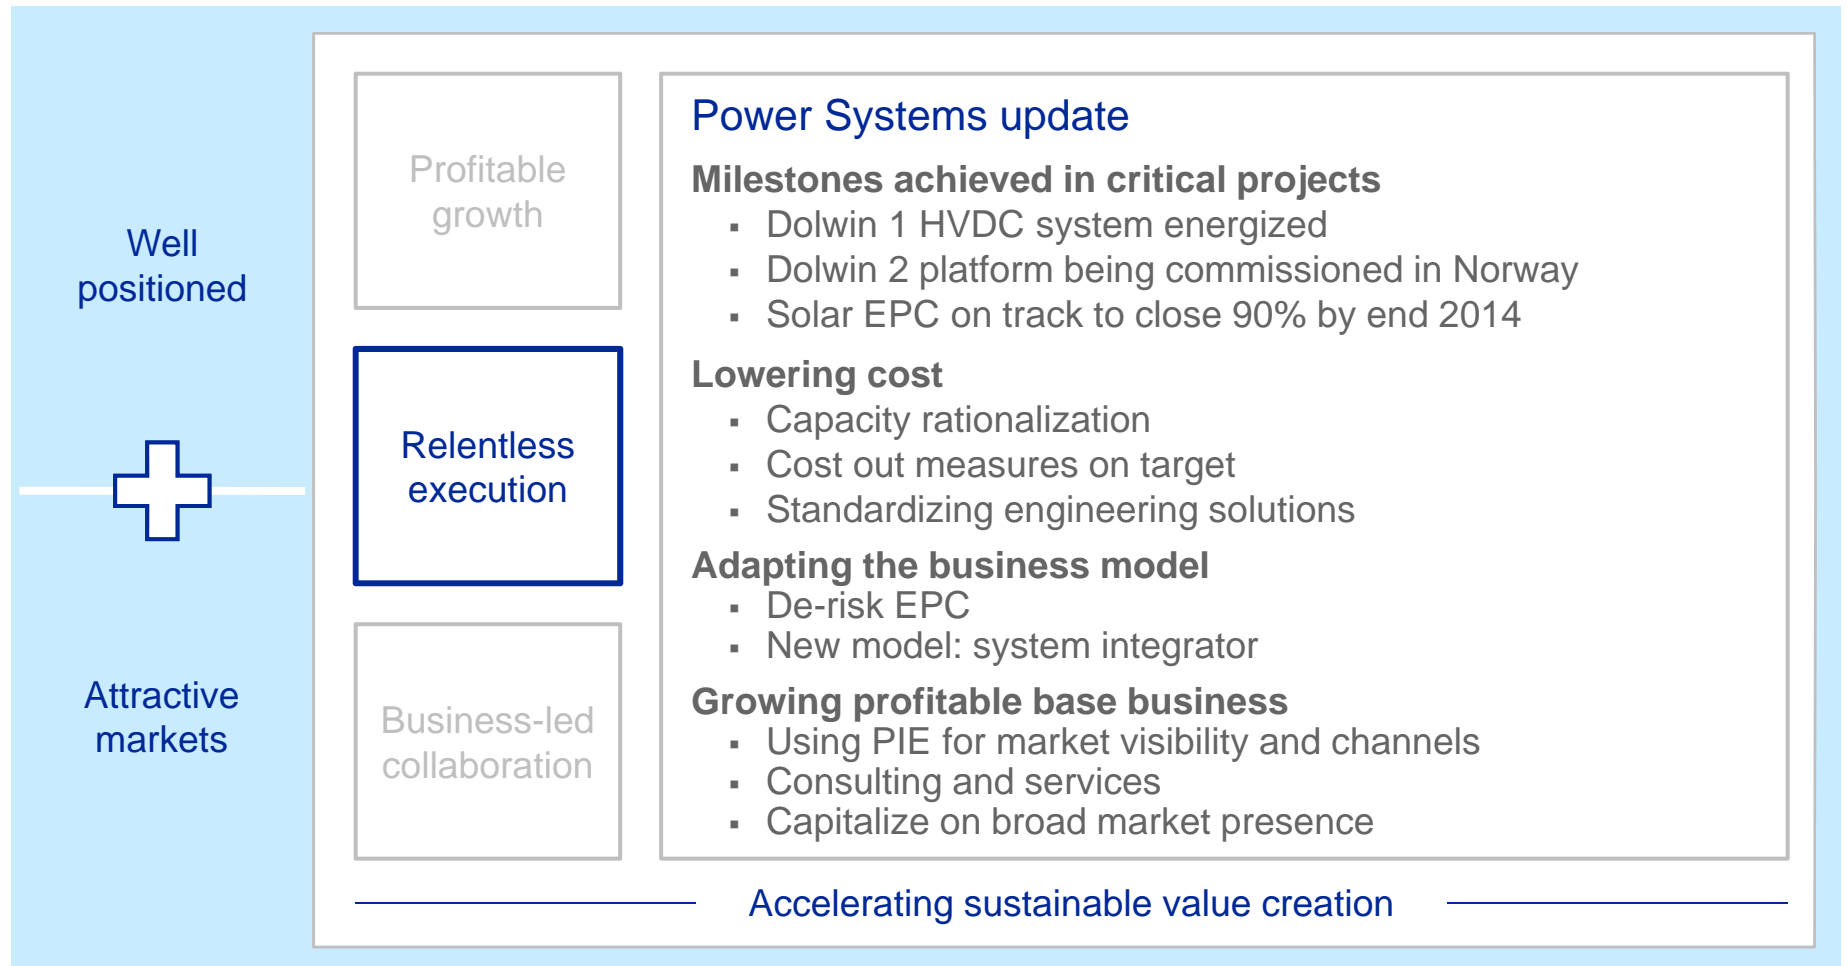 Well
positioned
Attractive
markets
Profitable
growth
Relentless
execution
Business-led
collaboration
Power Systems update
Milestones achieved in critical projects
▪ Dolwin 1 HVDC system energized
▪ Dolwin 2 platform being commissioned in Norway
▪ Solar EPC on track to close 90% by end 2014
Lowering cost
▪ Capacity rationalization
▪ Cost out measures on target
▪ Standardizing engineering solutions
Adapting the business model
▪ De-risk EPC
▪ New model: system integrator
Growing profitable base business
▪ Using PIE for market visibility and channels
▪ Consulting and services
▪ Capitalize on broad market presence
Accelerating sustainable value creation